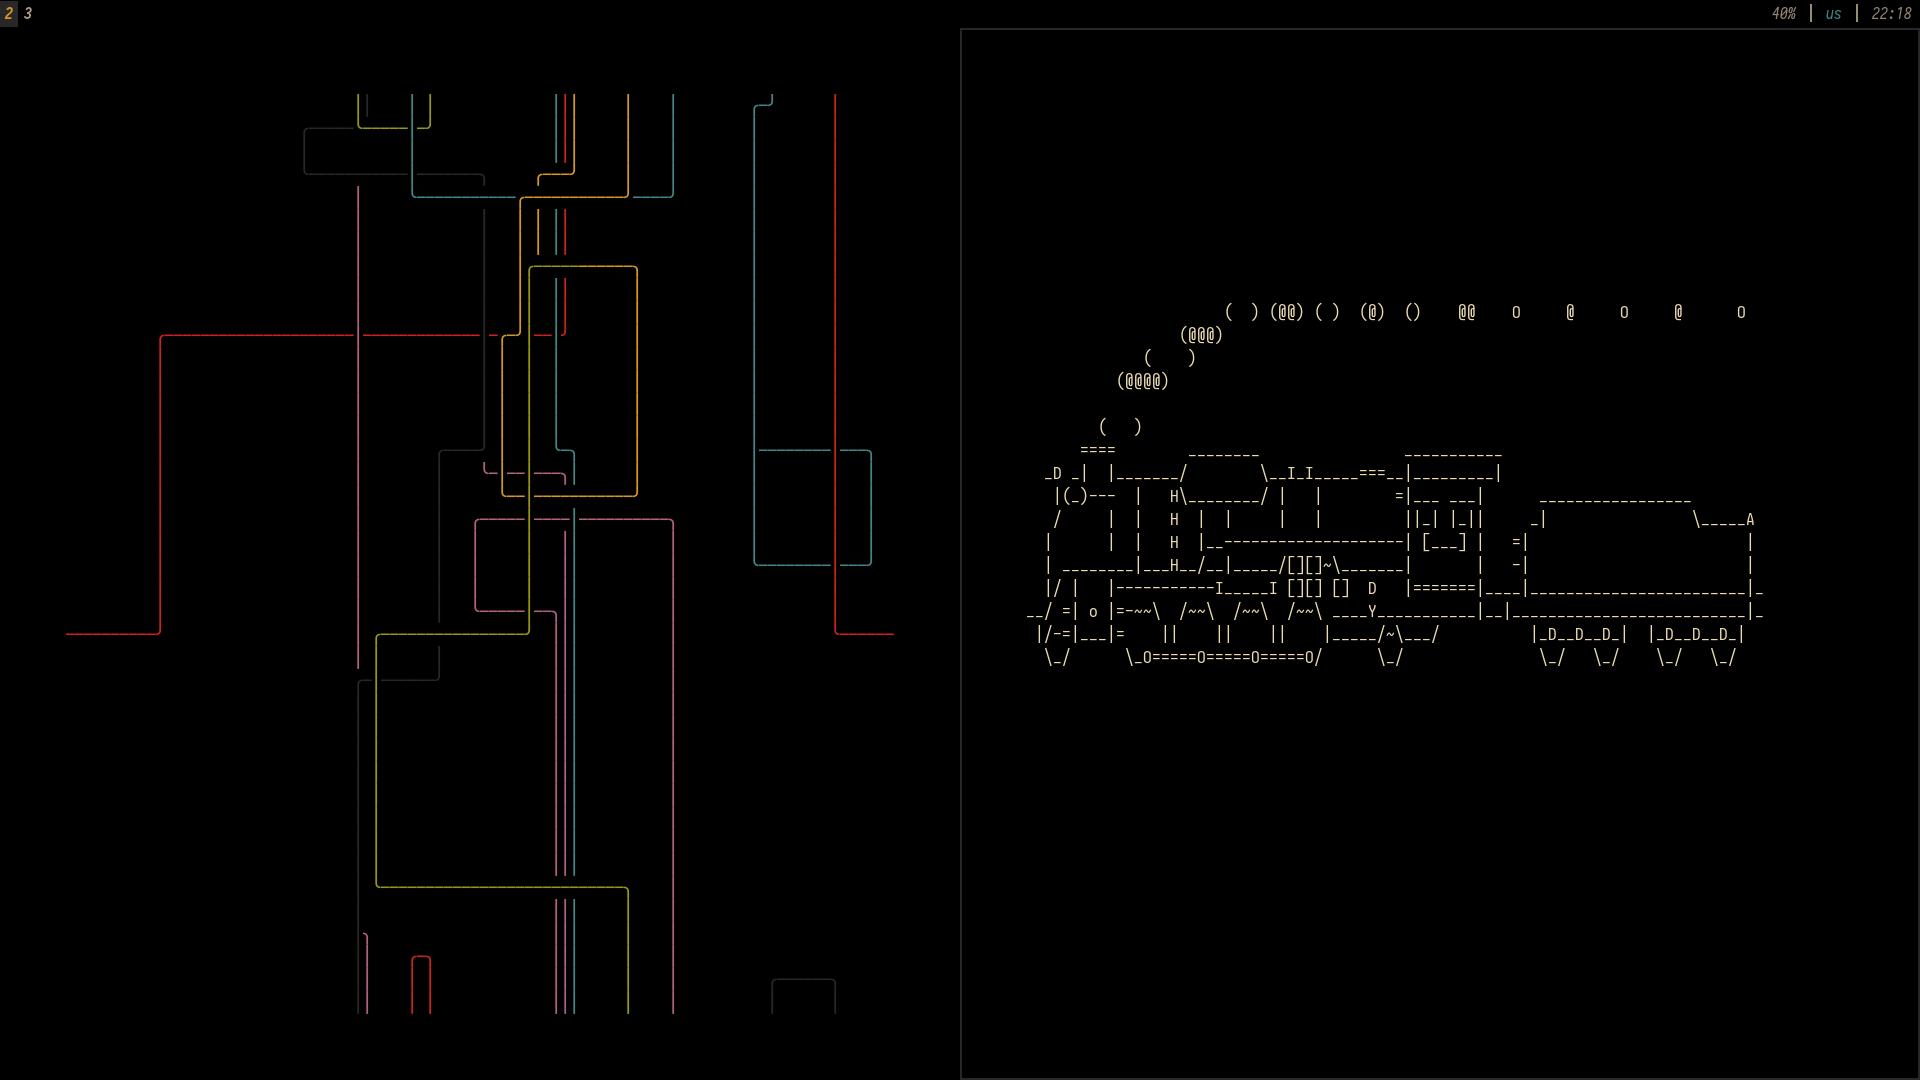 2 3
40% | us | 22:18
                      (  ) (@@) ( )  (@)  ()    @@    O     @     O     @      O
                 (@@@)
             (    )
          (@@@@)

        (   )
      ====        ________                ___________
  _D _|  |_______/        \__I_I_____===__|_________|
   |(_)---  |   H\________/ |   |        =|___ ___|      _________________
   /     |  |   H  |  |     |   |         ||_| |_||     _|                \_____A
  |      |  |   H  |__--------------------| [___] |   =|                        |
  | ________|___H__/__|_____/[][]~\_______|       |   -|                        |
  |/ |   |-----------I_____I [][] []  D   |=======|____|________________________|_
__/ =| o |=-~~\  /~~\  /~~\  /~~\ ____Y___________|__|__________________________|_
 |/-=|___|=    ||    ||    ||    |_____/~\___/          |_D__D__D_|  |_D__D__D_|
  \_/      \_O=====O=====O=====O/      \_/               \_/   \_/    \_/   \_/